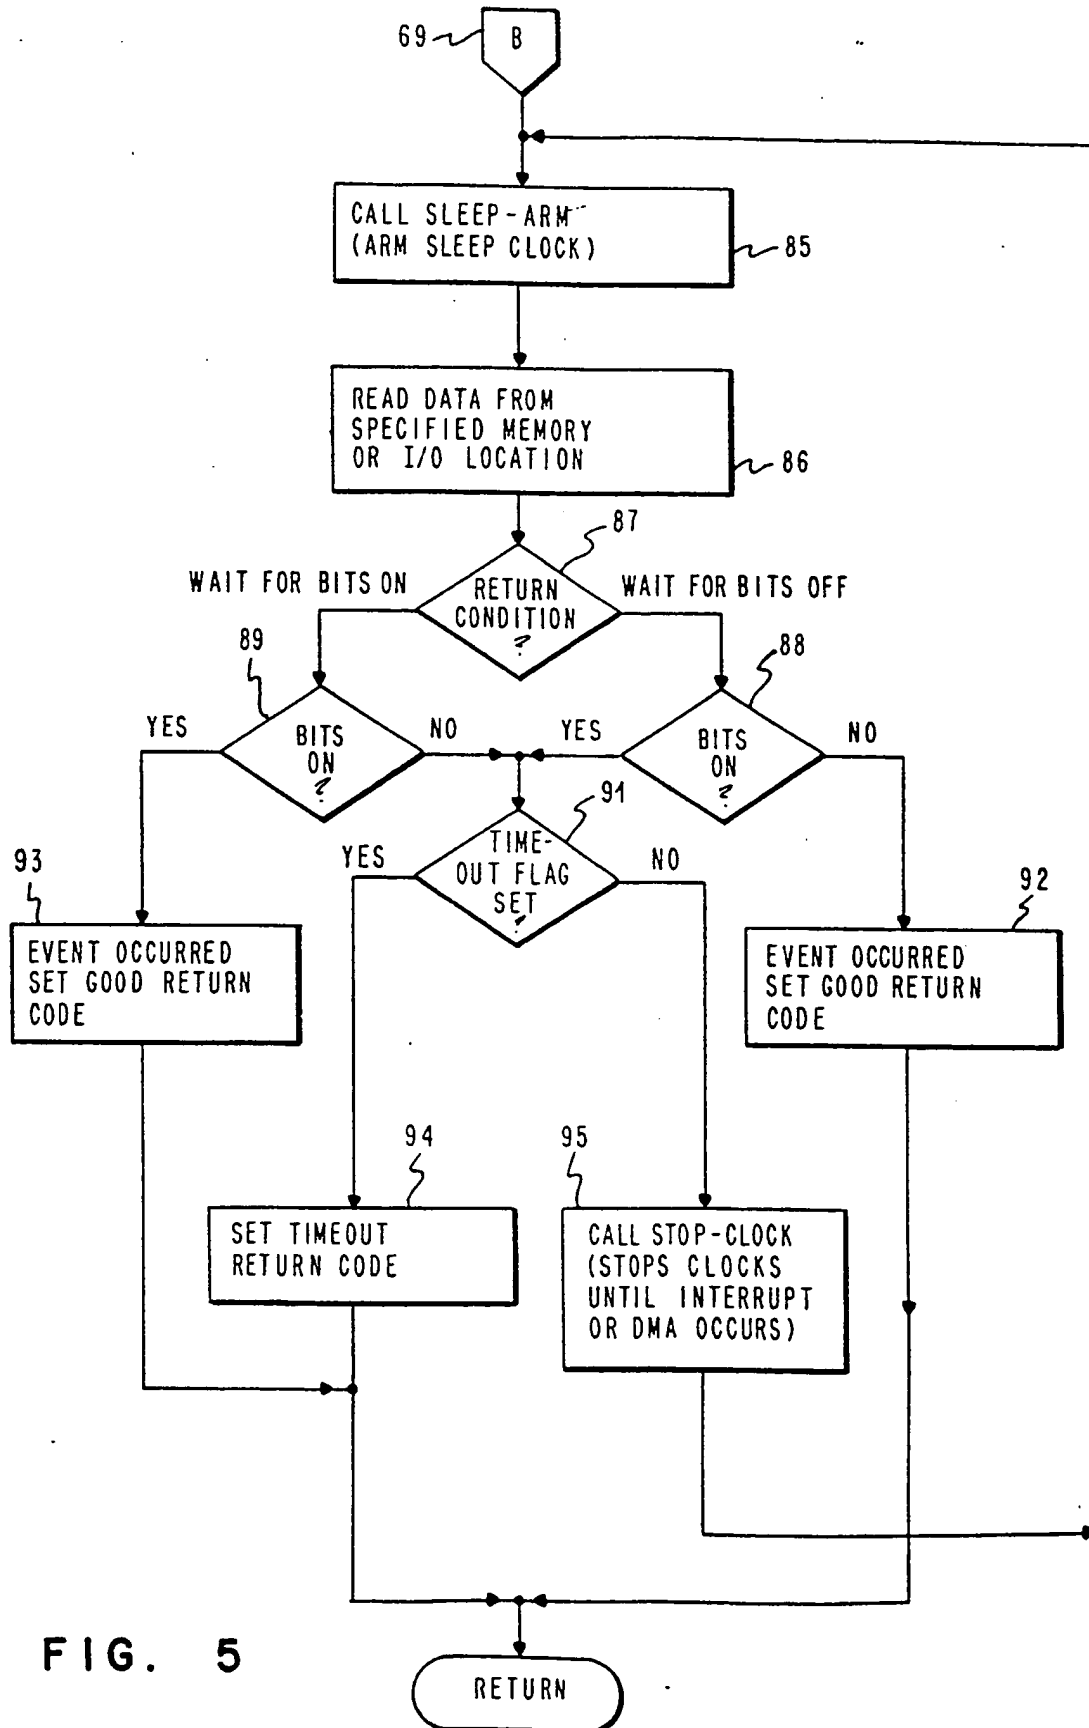 69
B
CALL SLEEP-ARM
(ARM SLEEP CLOCK)
85
READ DATA FROM
SPECIFIED MEMORY
OR I/O LOCATION
86
87
WAIT FOR BITS ON
RETURN
CONDITION
?
WAIT FOR BITS OFF
89
88
YES
BITS
ON
?
NO
YES
BITS
ON
?
NO
91
YES
TIME-
OUT FLAG
SET
?
NO
93
EVENT OCCURRED
SET GOOD RETURN
CODE
92
EVENT OCCURRED
SET GOOD RETURN
CODE
94
SET TIMEOUT
RETURN CODE
95
CALL STOP-CLOCK
(STOPS CLOCKS
UNTIL INTERRUPT
OR DMA OCCURS)
FIG. 5
RETURN